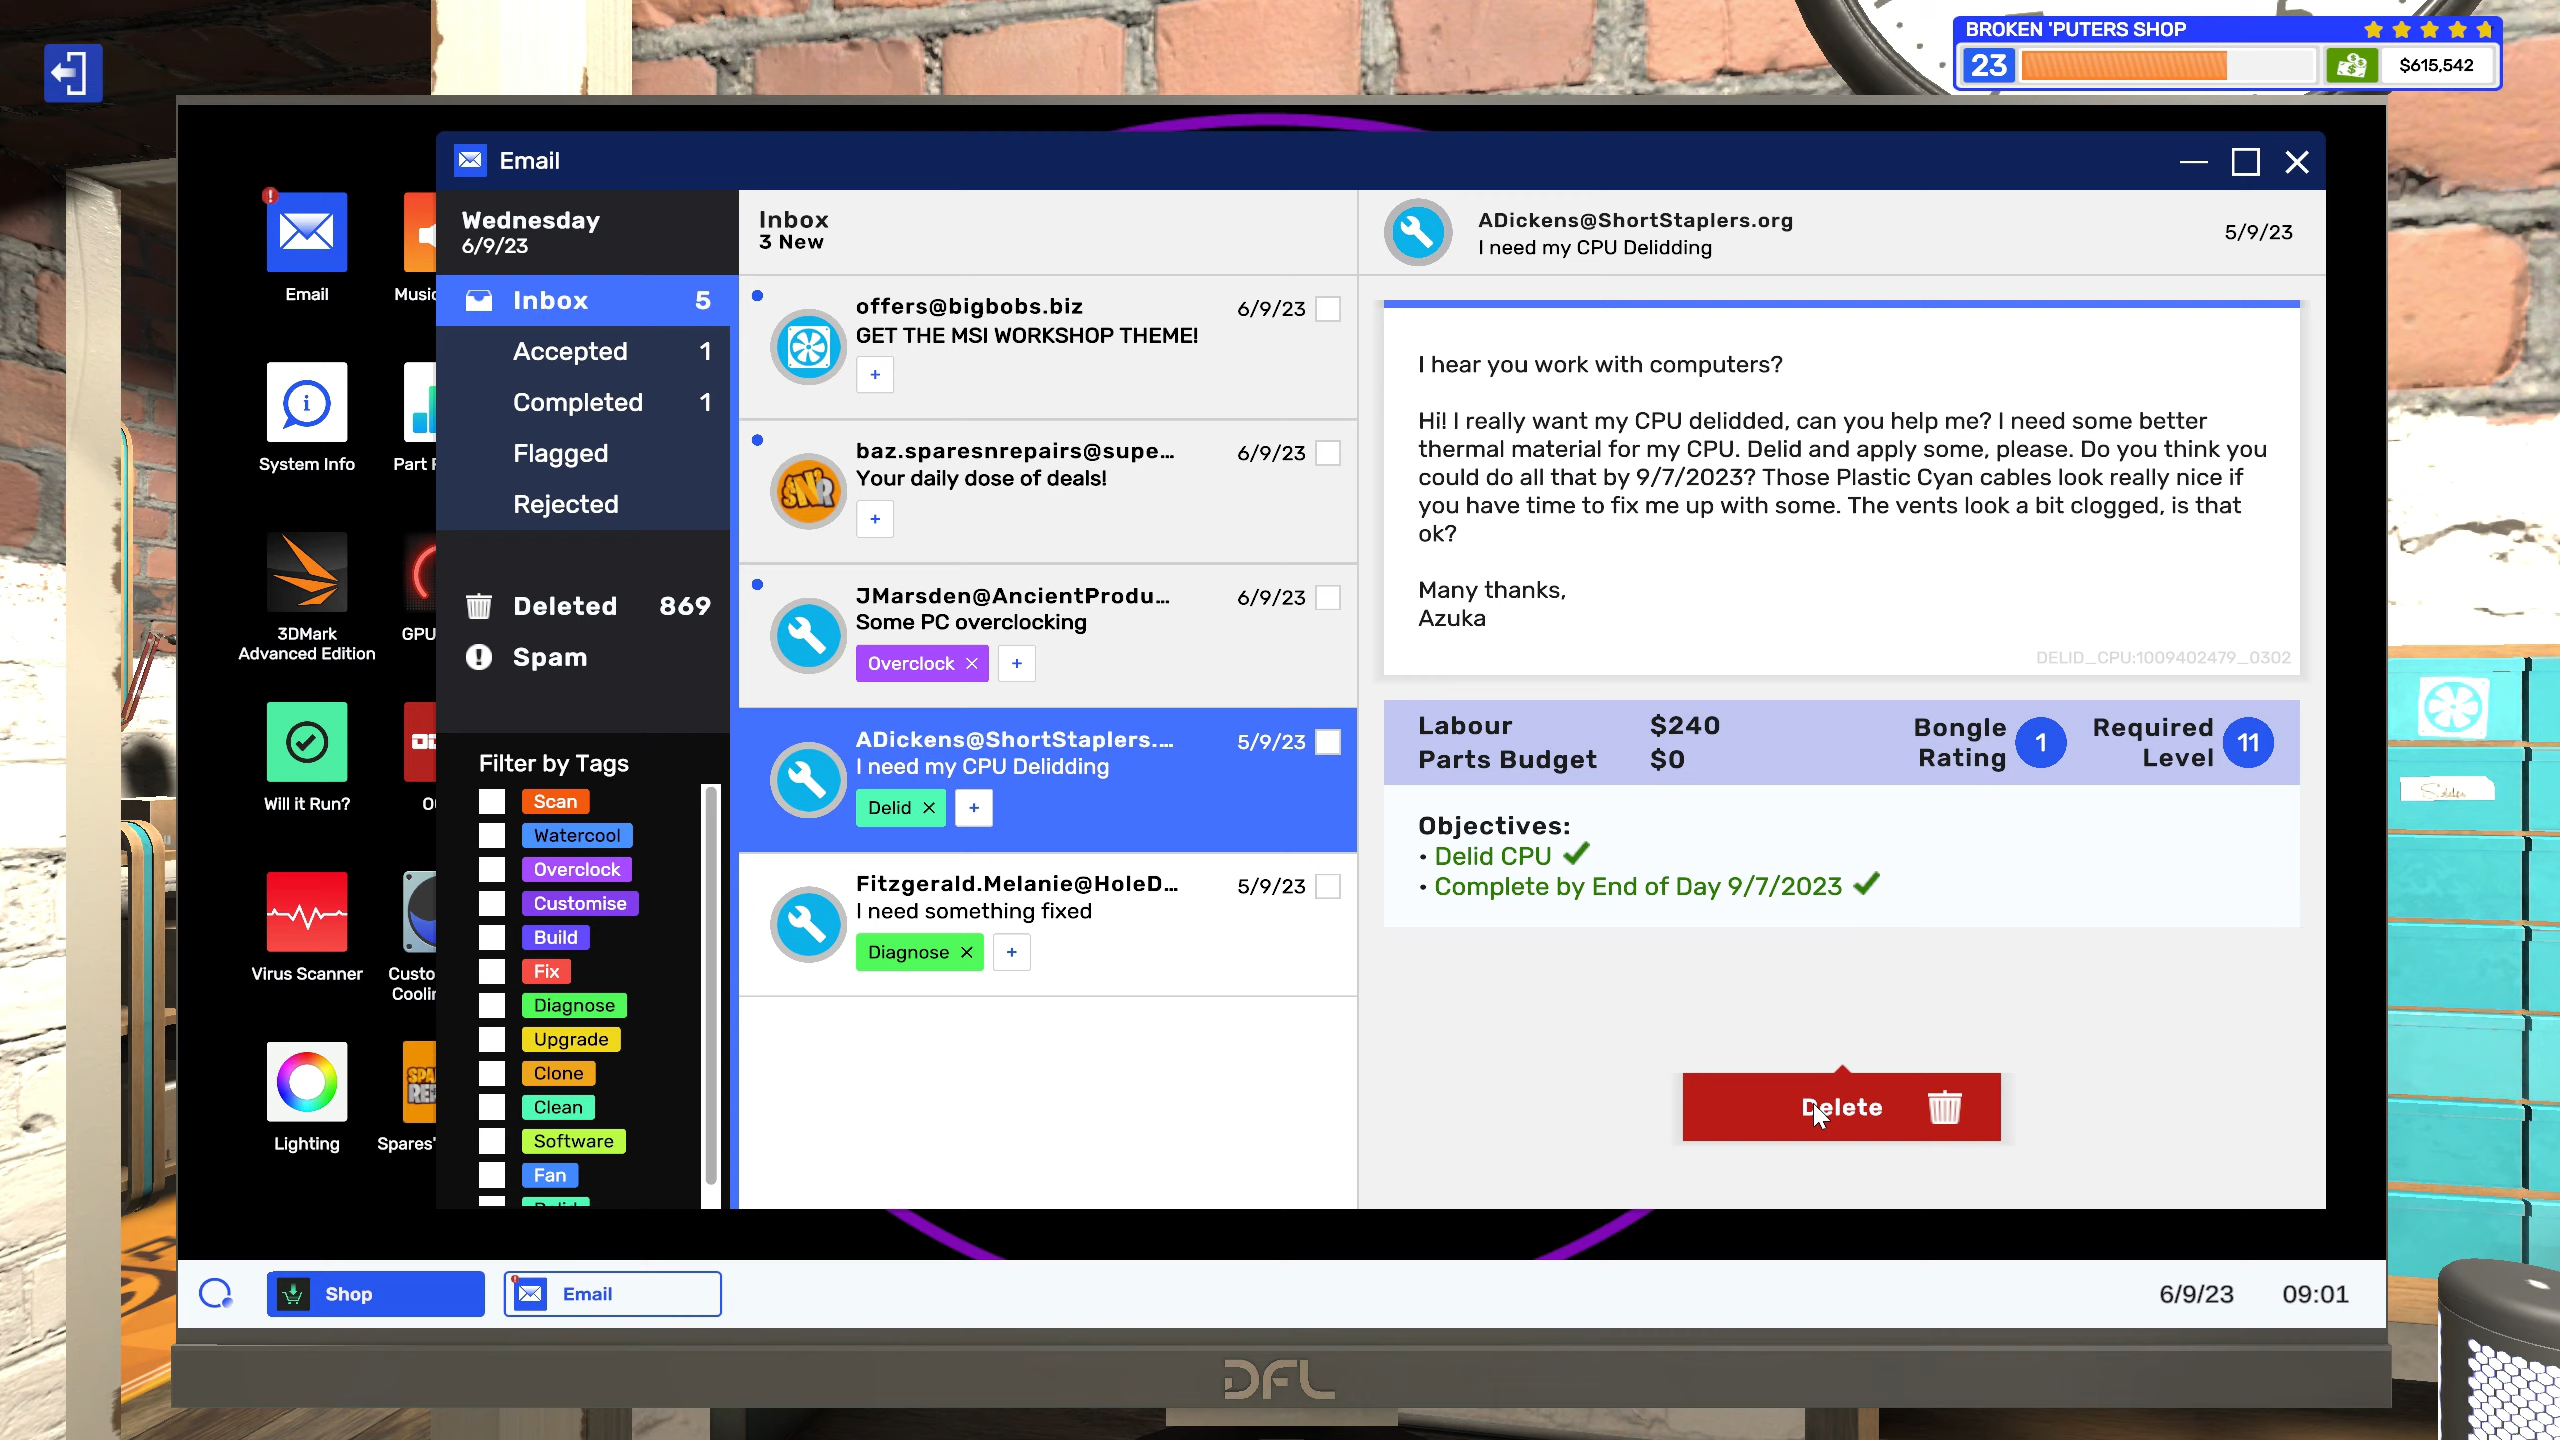 BROKEN 'PUTERS SHOP
23
$615,542
Email
Email
System Info
3DMark
Advanced Edition
Will it Run?
Virus Scanner
Lighting
Wednesday
6/9/23
Inbox 5
Accepted 1
Completed 1
Flagged
Rejected
Deleted 869
Spam
Filter by Tags
Scan
Watercool
Overclock
Customise
Build
Fix
Diagnose
Upgrade
Clone
Clean
Software
Fan
Inbox
3 New
offers@bigbobs.biz 6/9/23
GET THE MSI WORKSHOP THEME!
+
baz.sparesnrepairs@supe... 6/9/23
Your daily dose of deals!
+
JMarsden@AncientProdu... 6/9/23
Some PC overclocking
Overclock × +
ADickens@ShortStaplers.... 5/9/23
I need my CPU Delidding
Delid × +
Fitzgerald.Melanie@HoleD... 5/9/23
I need something fixed
Diagnose × +
ADickens@ShortStaplers.org
I need my CPU Delidding
5/9/23
I hear you work with computers?
Hi! I really want my CPU delidded, can you help me? I need some better
thermal material for my CPU. Delid and apply some, please. Do you think you
could do all that by 9/7/2023? Those Plastic Cyan cables look really nice if
you have time to fix me up with some. The vents look a bit clogged, is that
ok?
Many thanks,
Azuka
DELID_CPU:1009402479_0302
Labour $240
Parts Budget $0
Bongle Rating 1
Required Level 11
Objectives:
• Delid CPU
• Complete by End of Day 9/7/2023
Delete
Shop
Email
6/9/23 09:01
DFL